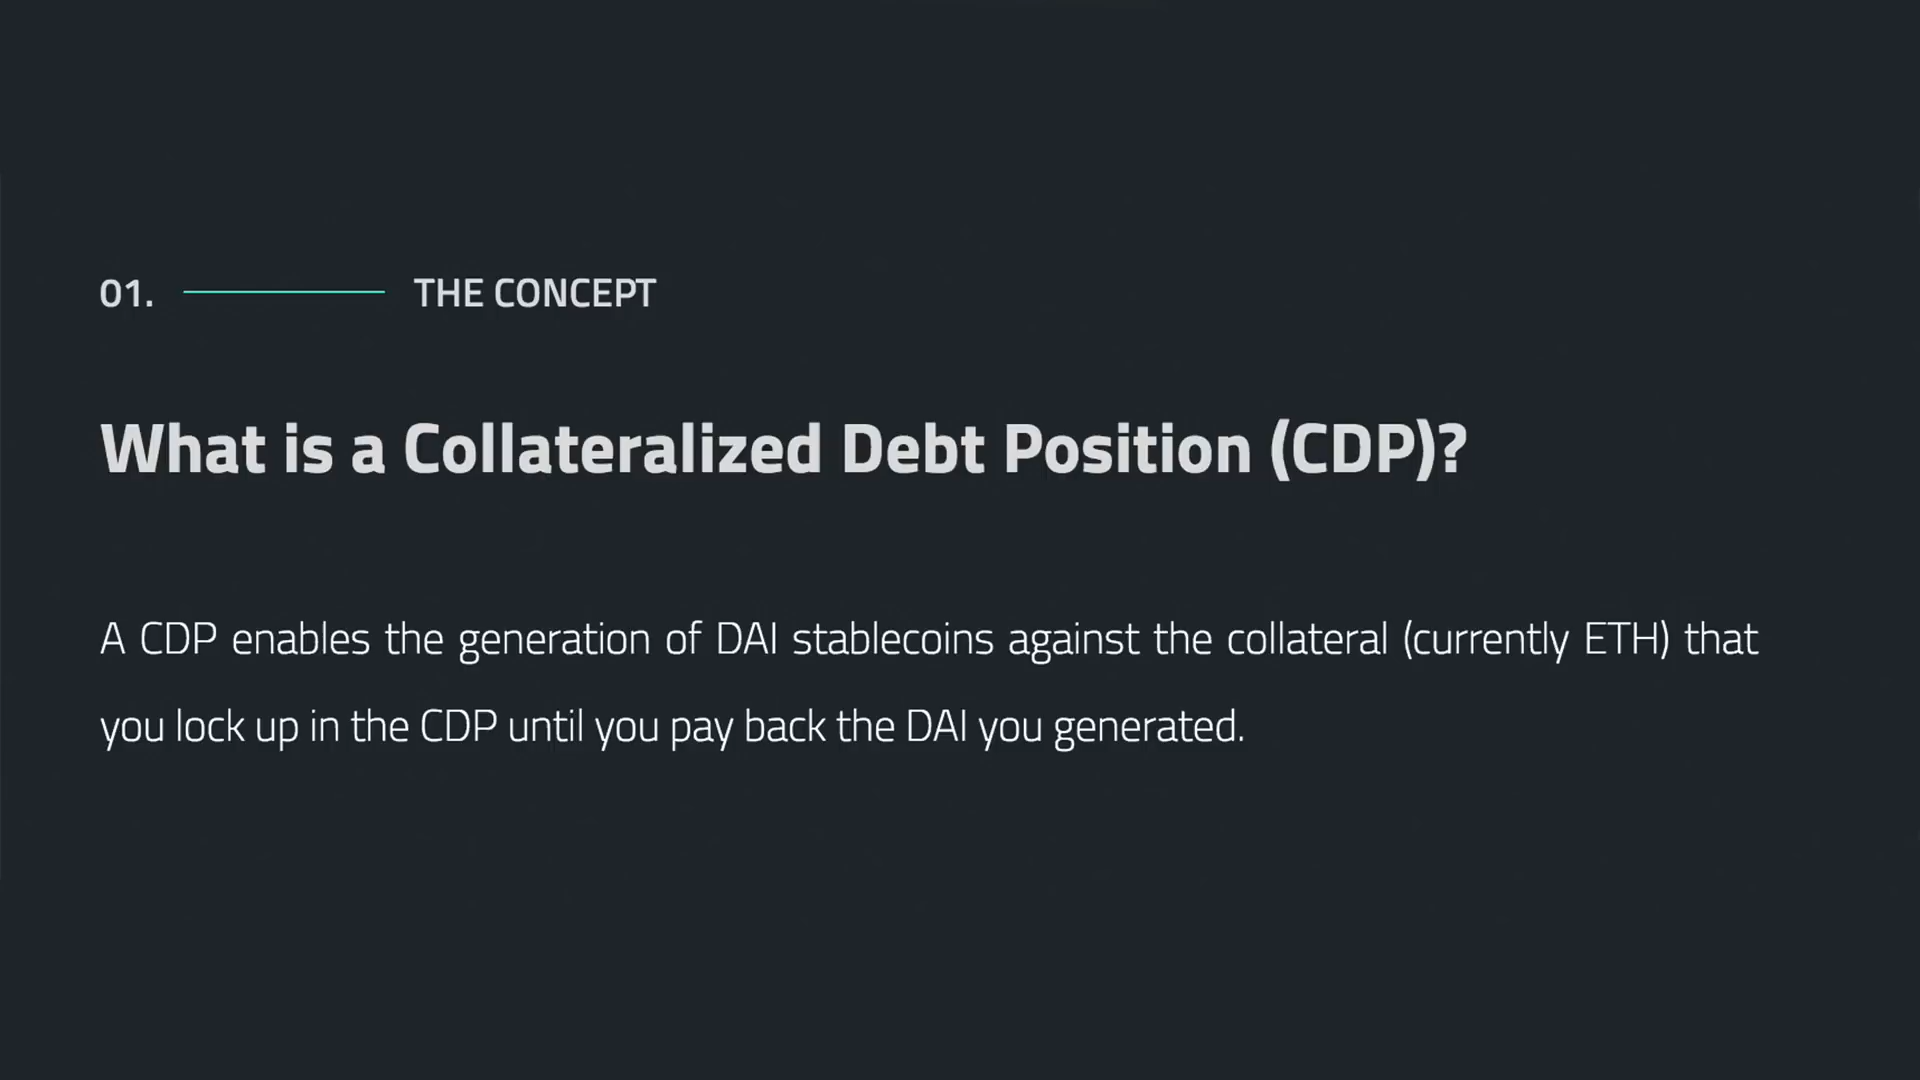 01. THE CONCEPT
What is a Collateralized Debt Position (CDP)?
A CDP enables the generation of DAI stablecoins against the collateral (currently ETH) that
you lock up in the CDP until you pay back the DAI you generated.